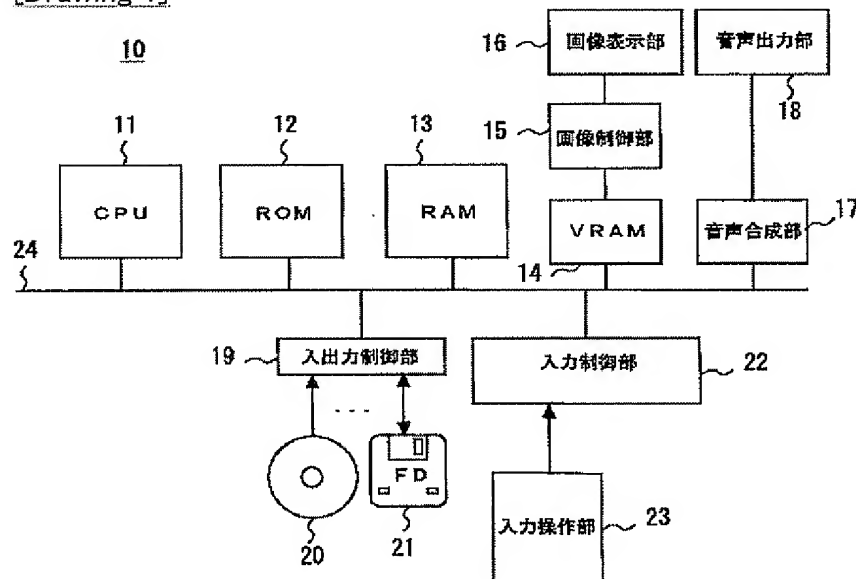 [Drawing 1]
10
16
画像表示部
音声出力部
18
15
画像制御部
11
12
13
CPU
ROM
RAM
VRAM
14
音声合成部
17
24
19
入出力制御部
入力制御部
22
FD
20
21
入力操作部
23